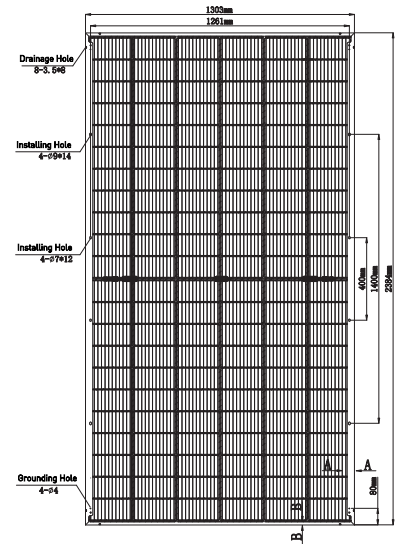 1303mm
1261mm
Drainage Hole
8-3.5*8
Installing Hole
4-Ø9*14
Installing Hole
4-Ø7*12
400mm
1400mm
2384mm
A A
Grounding Hole
4-Ø4
80mm
B
B